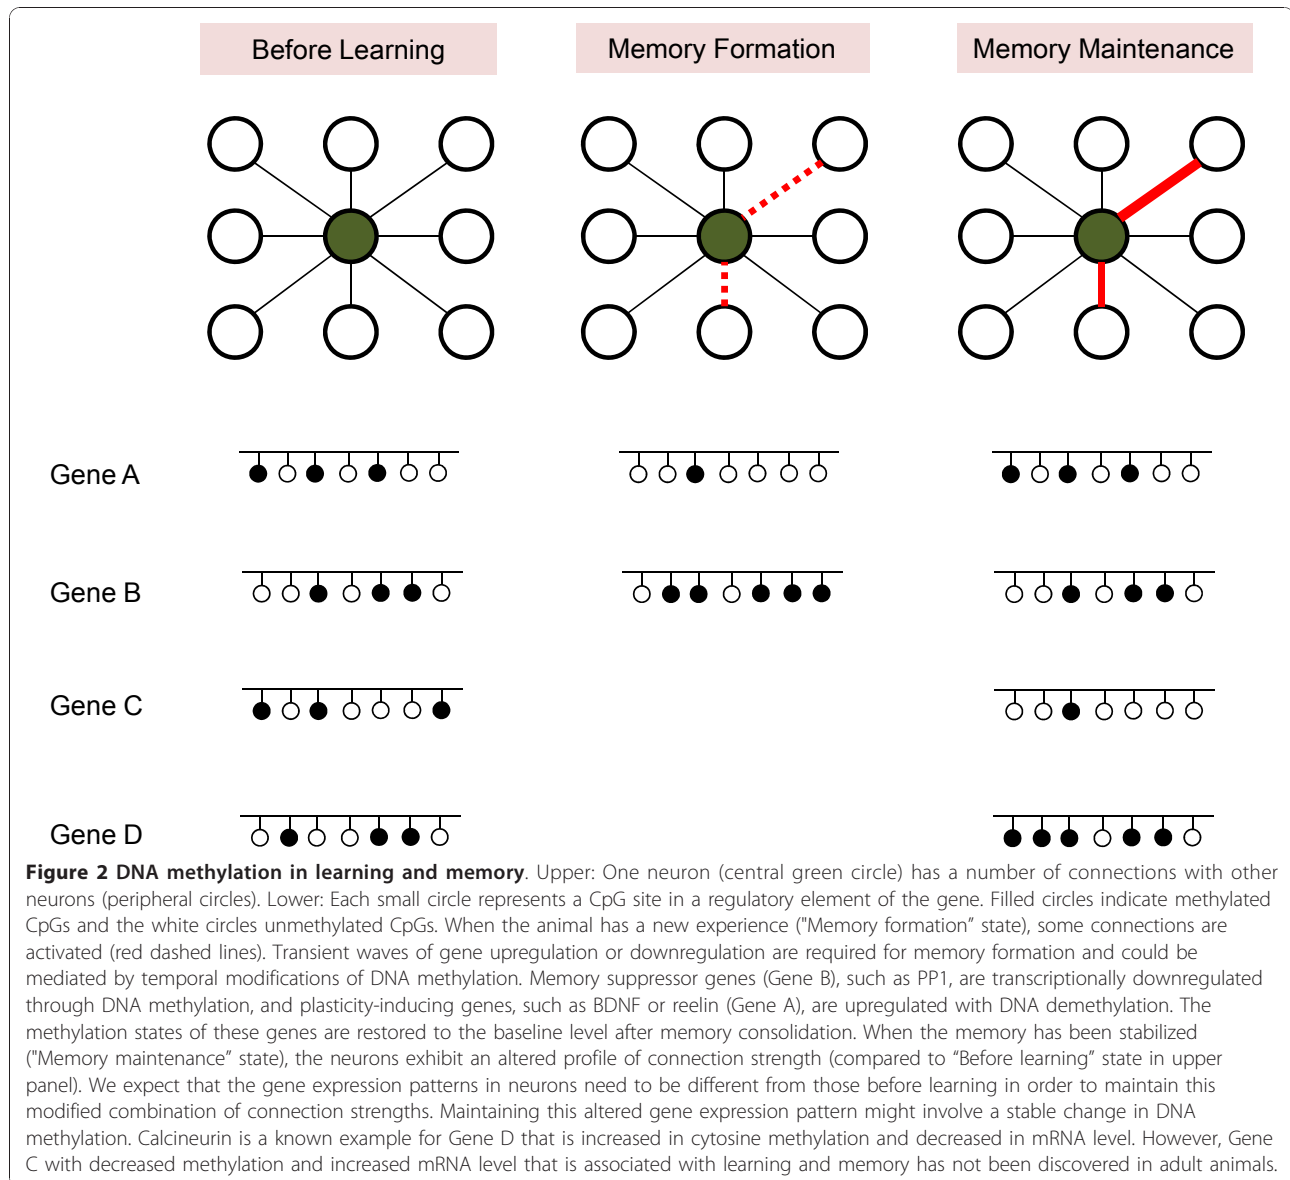 Before Learning
Memory Formation
Memory Maintenance
Gene A
Gene B
Gene C
Gene D
Figure 2 DNA methylation in learning and memory. Upper: One neuron (central green circle) has a number of connections with other
neurons (peripheral circles). Lower: Each small circle represents a CpG site in a regulatory element of the gene. Filled circles indicate methylated
CpGs and the white circles unmethylated CpGs. When the animal has a new experience ("Memory formation” state), some connections are
activated (red dashed lines). Transient waves of gene upregulation or downregulation are required for memory formation and could be
mediated by temporal modifications of DNA methylation. Memory suppressor genes (Gene B), such as PP1, are transcriptionally downregulated
through DNA methylation, and plasticity-inducing genes, such as BDNF or reelin (Gene A), are upregulated with DNA demethylation. The
methylation states of these genes are restored to the baseline level after memory consolidation. When the memory has been stabilized
("Memory maintenance” state), the neurons exhibit an altered profile of connection strength (compared to “Before learning” state in upper
panel). We expect that the gene expression patterns in neurons need to be different from those before learning in order to maintain this
modified combination of connection strengths. Maintaining this altered gene expression pattern might involve a stable change in DNA
methylation. Calcineurin is a known example for Gene D that is increased in cytosine methylation and decreased in mRNA level. However, Gene
C with decreased methylation and increased mRNA level that is associated with learning and memory has not been discovered in adult animals.